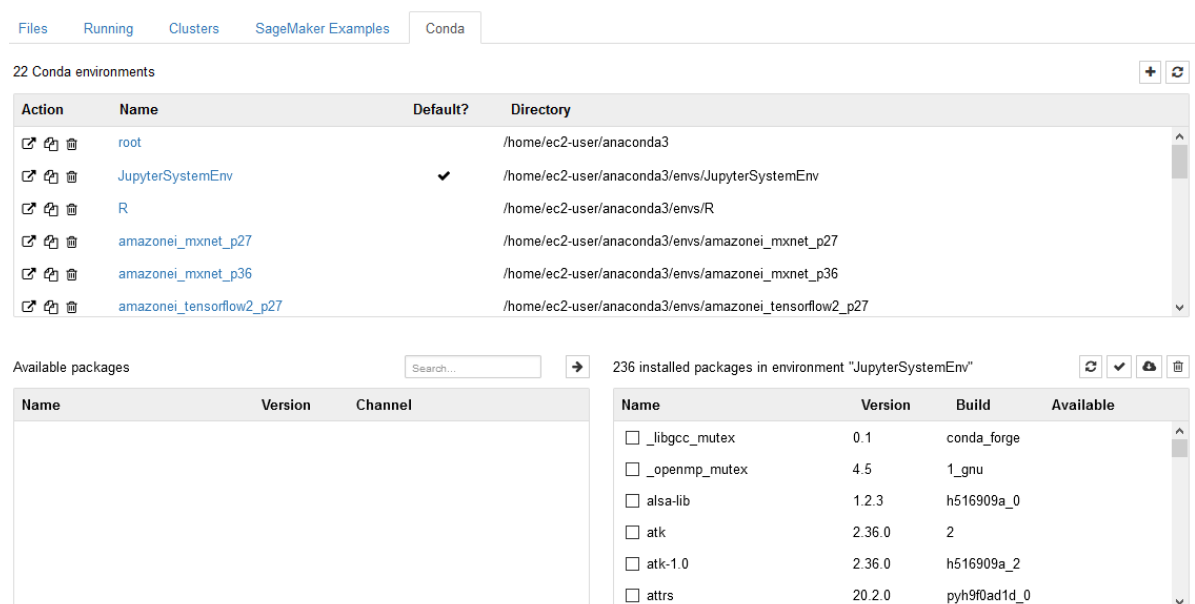 Files Running Clusters SageMaker Examples Conda
22 Conda environments
Action Name Default? Directory
root /home/ec2-user/anaconda3
JupyterSystemEnv /home/ec2-user/anaconda3/envs/JupyterSystemEnv
R /home/ec2-user/anaconda3/envs/R
amazonei_mxnet_p27 /home/ec2-user/anaconda3/envs/amazonei_mxnet_p27
amazonei_mxnet_p36 /home/ec2-user/anaconda3/envs/amazonei_mxnet_p36
amazonei_tensorflow2_p27 /home/ec2-user/anaconda3/envs/amazonei_tensorflow2_p27
Available packages Search...
Name Version Channel
236 installed packages in environment "JupyterSystemEnv"
Name Version Build Available
_libgcc_mutex 0.1 conda_forge
_openmp_mutex 4.5 1_gnu
alsa-lib 1.2.3 h516909a_0
atk 2.36.0 2
atk-1.0 2.36.0 h516909a_2
attrs 20.2.0 pyh9f0ad1d_0